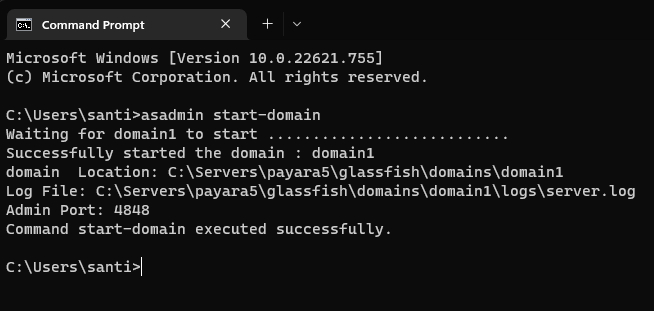 Command Prompt
Microsoft Windows [Version 10.0.22621.755]
(c) Microsoft Corporation. All rights reserved.
C:\Users\santi>asadmin start-domain
Waiting for domain1 to start ...........................
Successfully started the domain : domain1
domain  Location: C:\Servers\payara5\glassfish\domains\domain1
Log File: C:\Servers\payara5\glassfish\domains\domain1\logs\server.log
Admin Port: 4848
Command start-domain executed successfully.
C:\Users\santi>